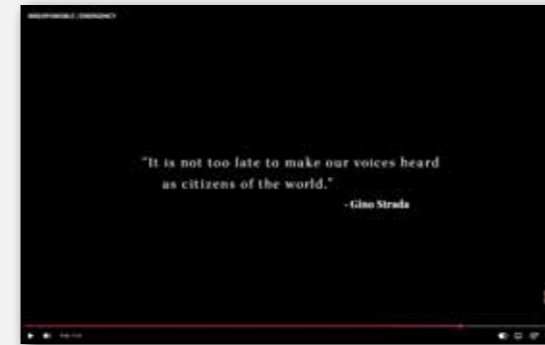 "It is not too late to make our voices heard
as citizens of the world."
- Gino Strada